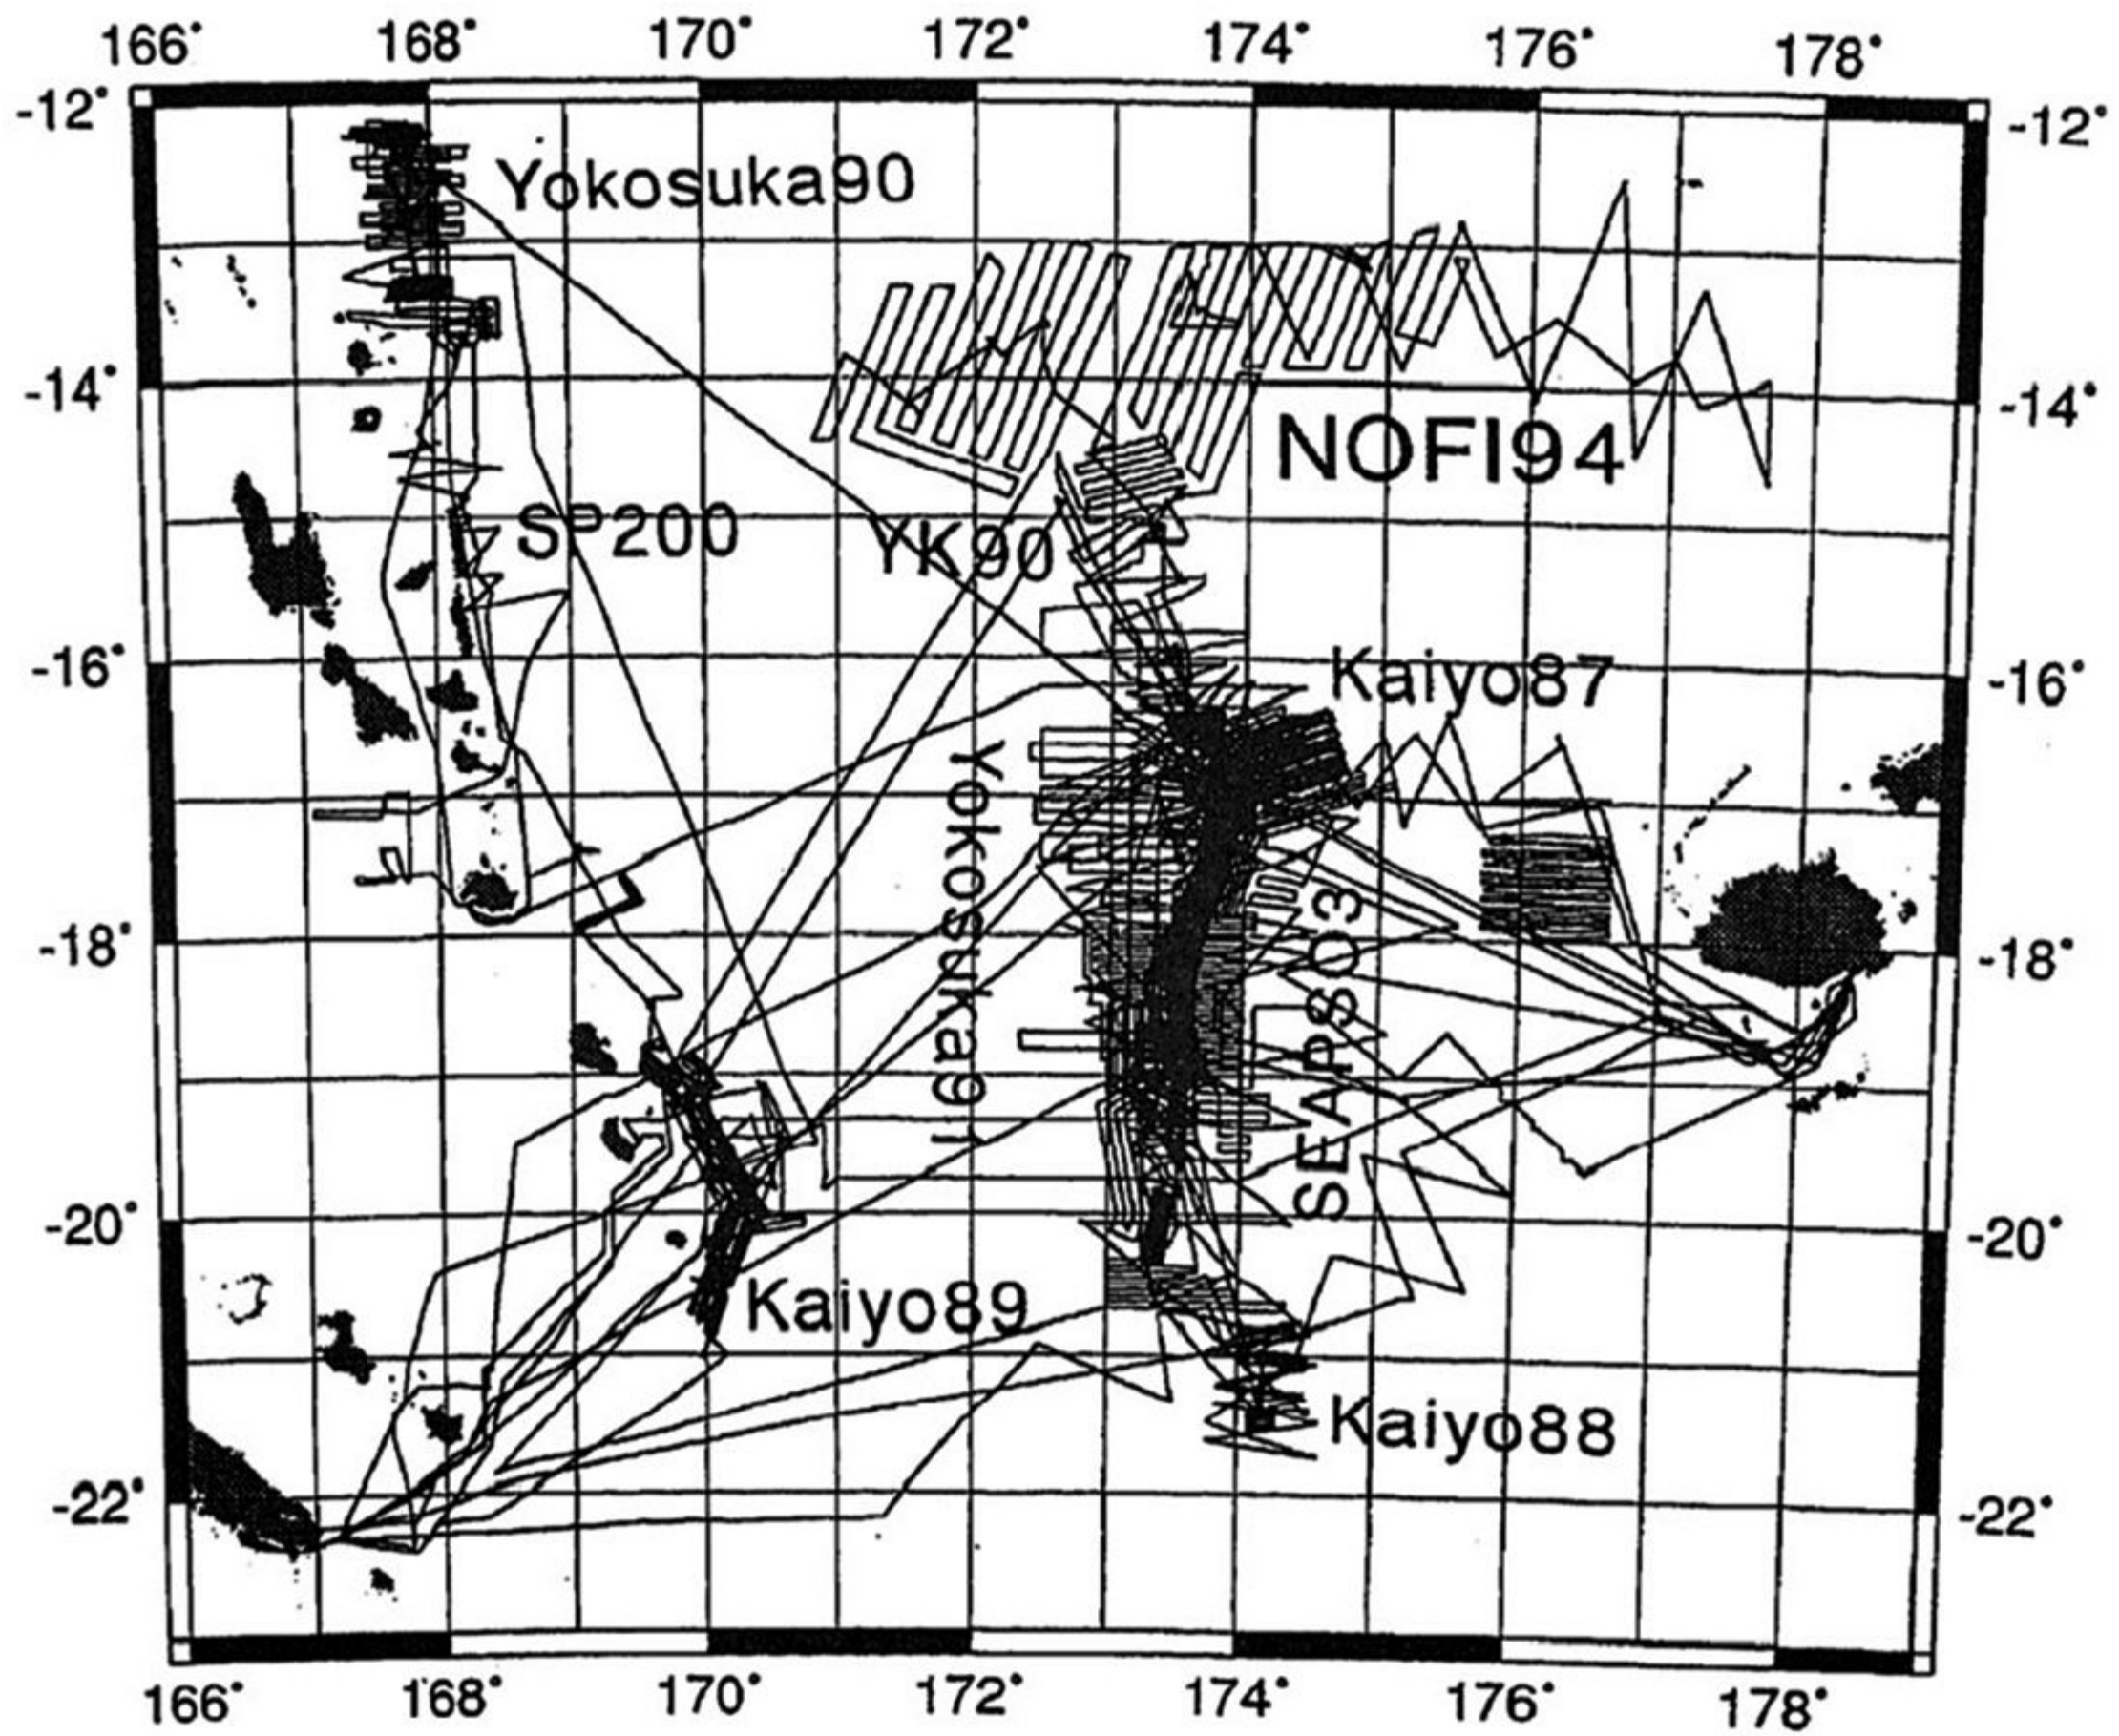 166° 168° 170° 172° 174° 176° 178°
-12° -12°
Yokosuka90
-14° -14°
NOFI94
SP200
YK90
-16° -16°
Kaiyo87
Yokosuka91
SEAPSO3
-18° -18°
-20° -20°
Kaiyo89
Kaiyo88
-22° -22°
166° 168° 170° 172° 174° 176° 178°